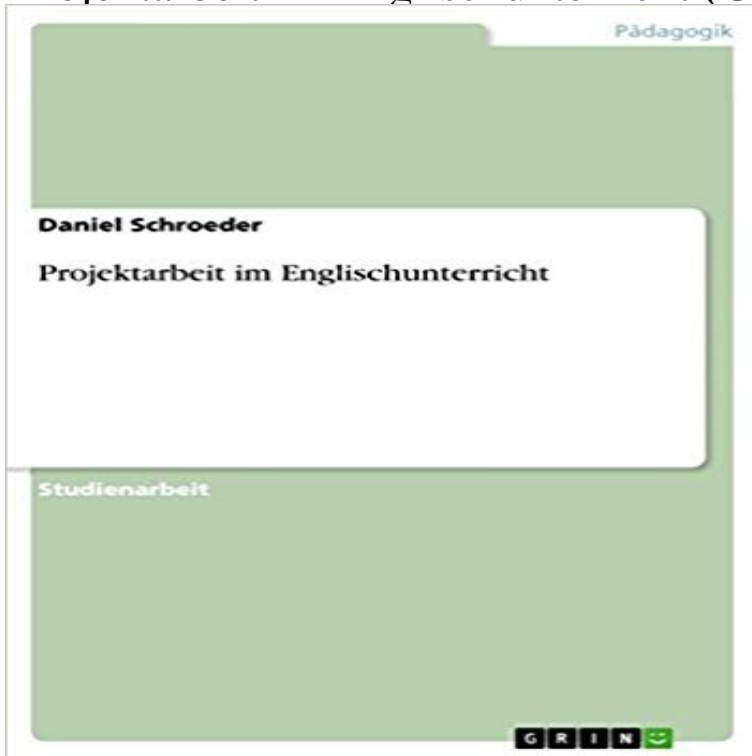 Pädagogik
Daniel Schroeder
Projektarbeit im Englischunterricht
Studienarbeit
GRIN